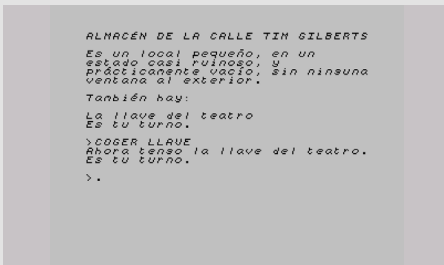 ALMACÉN DE LA CALLE TIM GILBERTS
Es un local pequeño, en un
estado casi ruinoso, y
prácticamente vacío, sin ninguna
ventana al exterior.
También hay:
La llave del teatro
Es tu turno.
>COGER LLAVE
Ahora tengo la llave del teatro.
Es tu turno.
>.